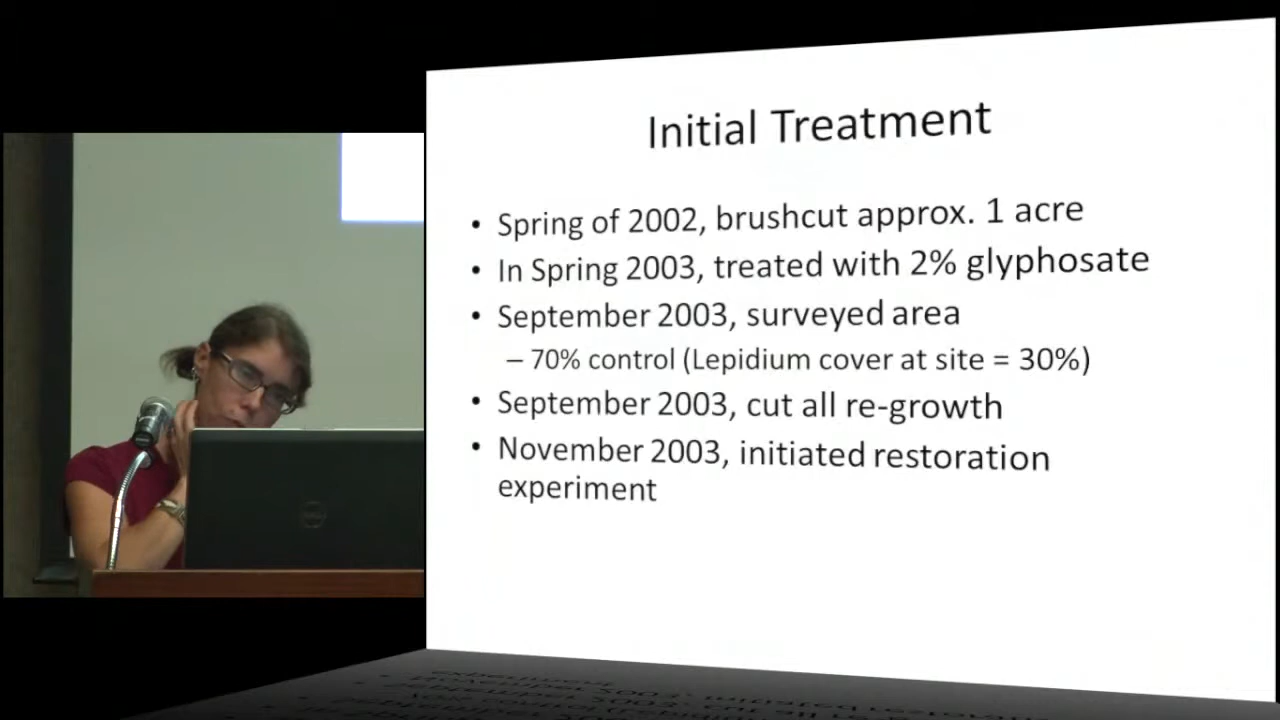 Initial Treatment
• Spring of 2002, brushcut approx. 1 acre
• In Spring 2003, treated with 2% glyphosate
• September 2003, surveyed area
– 70% control (Lepidium cover at site = 30%)
• September 2003, cut all re-growth
• November 2003, initiated restoration
experiment